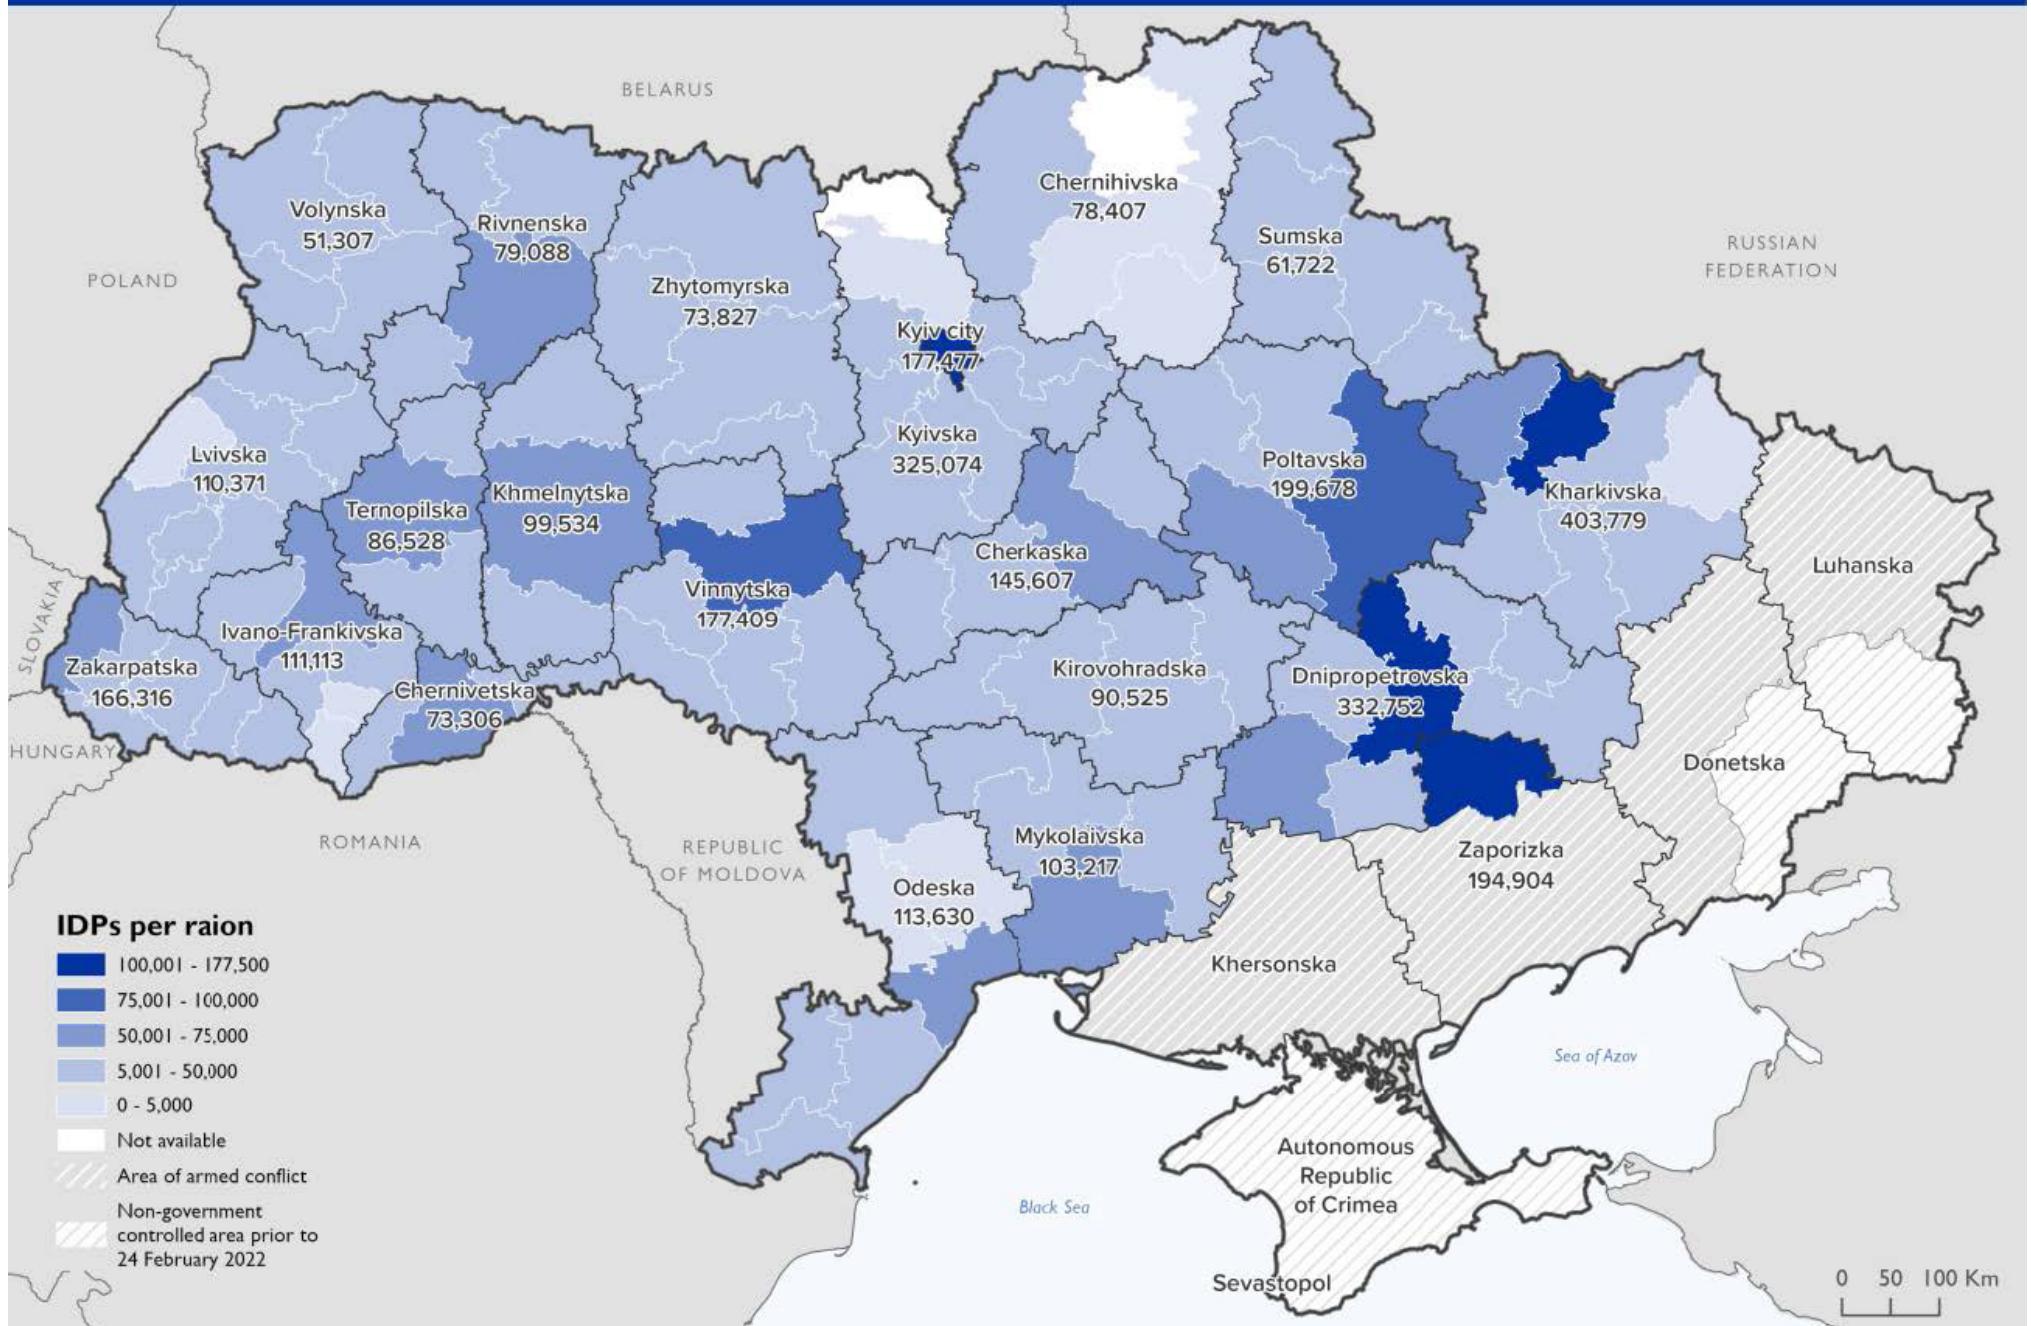 BELARUS
Volynska
51,307
Rivnenska
79,088
Zhytomyrska
73,827
Chernihivska
78,407
Sumska
61,722
RUSSIAN
FEDERATION
POLAND
Kyiv city
177,477
Kyivska
325,074
Lvivska
110,371
Ternopilska
86,528
Khmelnytska
99,534
Vinnytska
177,409
Cherkaska
145,607
Poltavska
199,678
Kharkivska
403,779
Luhanska
SLOVAKIA
Zakarpatska
166,316
Ivano-Frankivska
111,113
Chernivetska
73,306
Kirovohradska
90,525
Dnipropetrovska
332,752
Donetska
HUNGARY
ROMANIA
REPUBLIC
OF MOLDOVA
Odeska
113,630
Mykolaivska
103,217
Zaporizka
194,904
Khersonska
Sea of Azov
Black Sea
Autonomous
Republic
of Crimea
Sevastopol
IDPs per raion
100,001 - 177,500
75,001 - 100,000
50,001 - 75,000
5,001 - 50,000
0 - 5,000
Not available
Area of armed conflict
Non-government
controlled area prior to
24 February 2022
0 50 100 Km